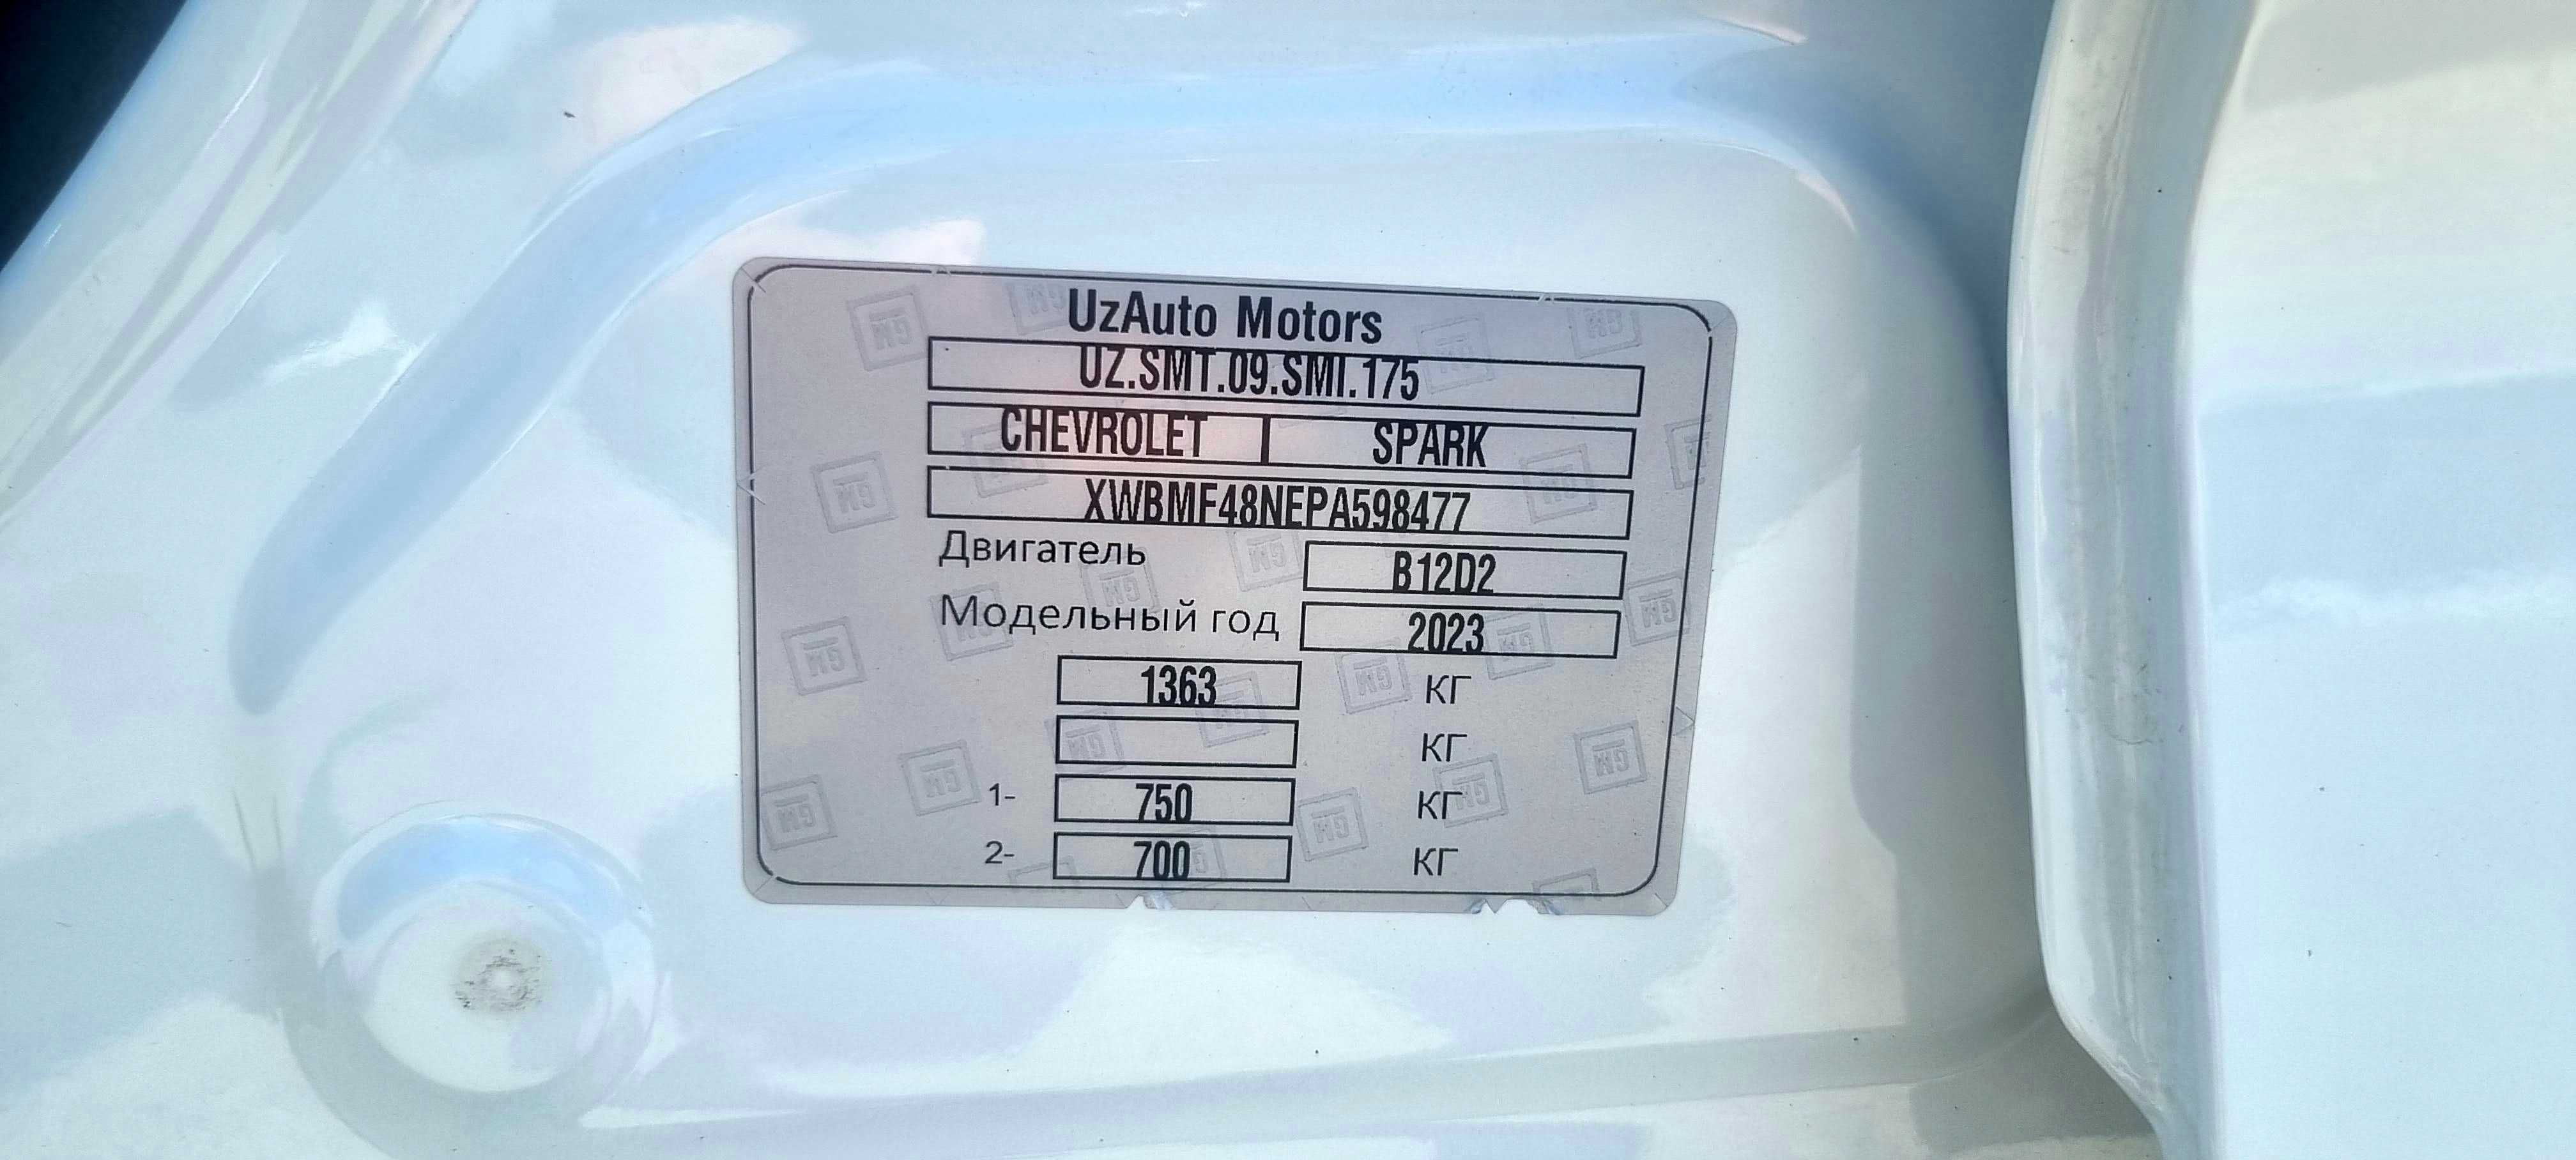 UzAuto Motors
UZ.SMT.09.SMI.175
CHEVROLET SPARK
XWBMF48NEPA598477
Двигатель B12D2
Модельный год 2023
1363 КГ
КГ
1- 750 КГ
2- 700 КГ